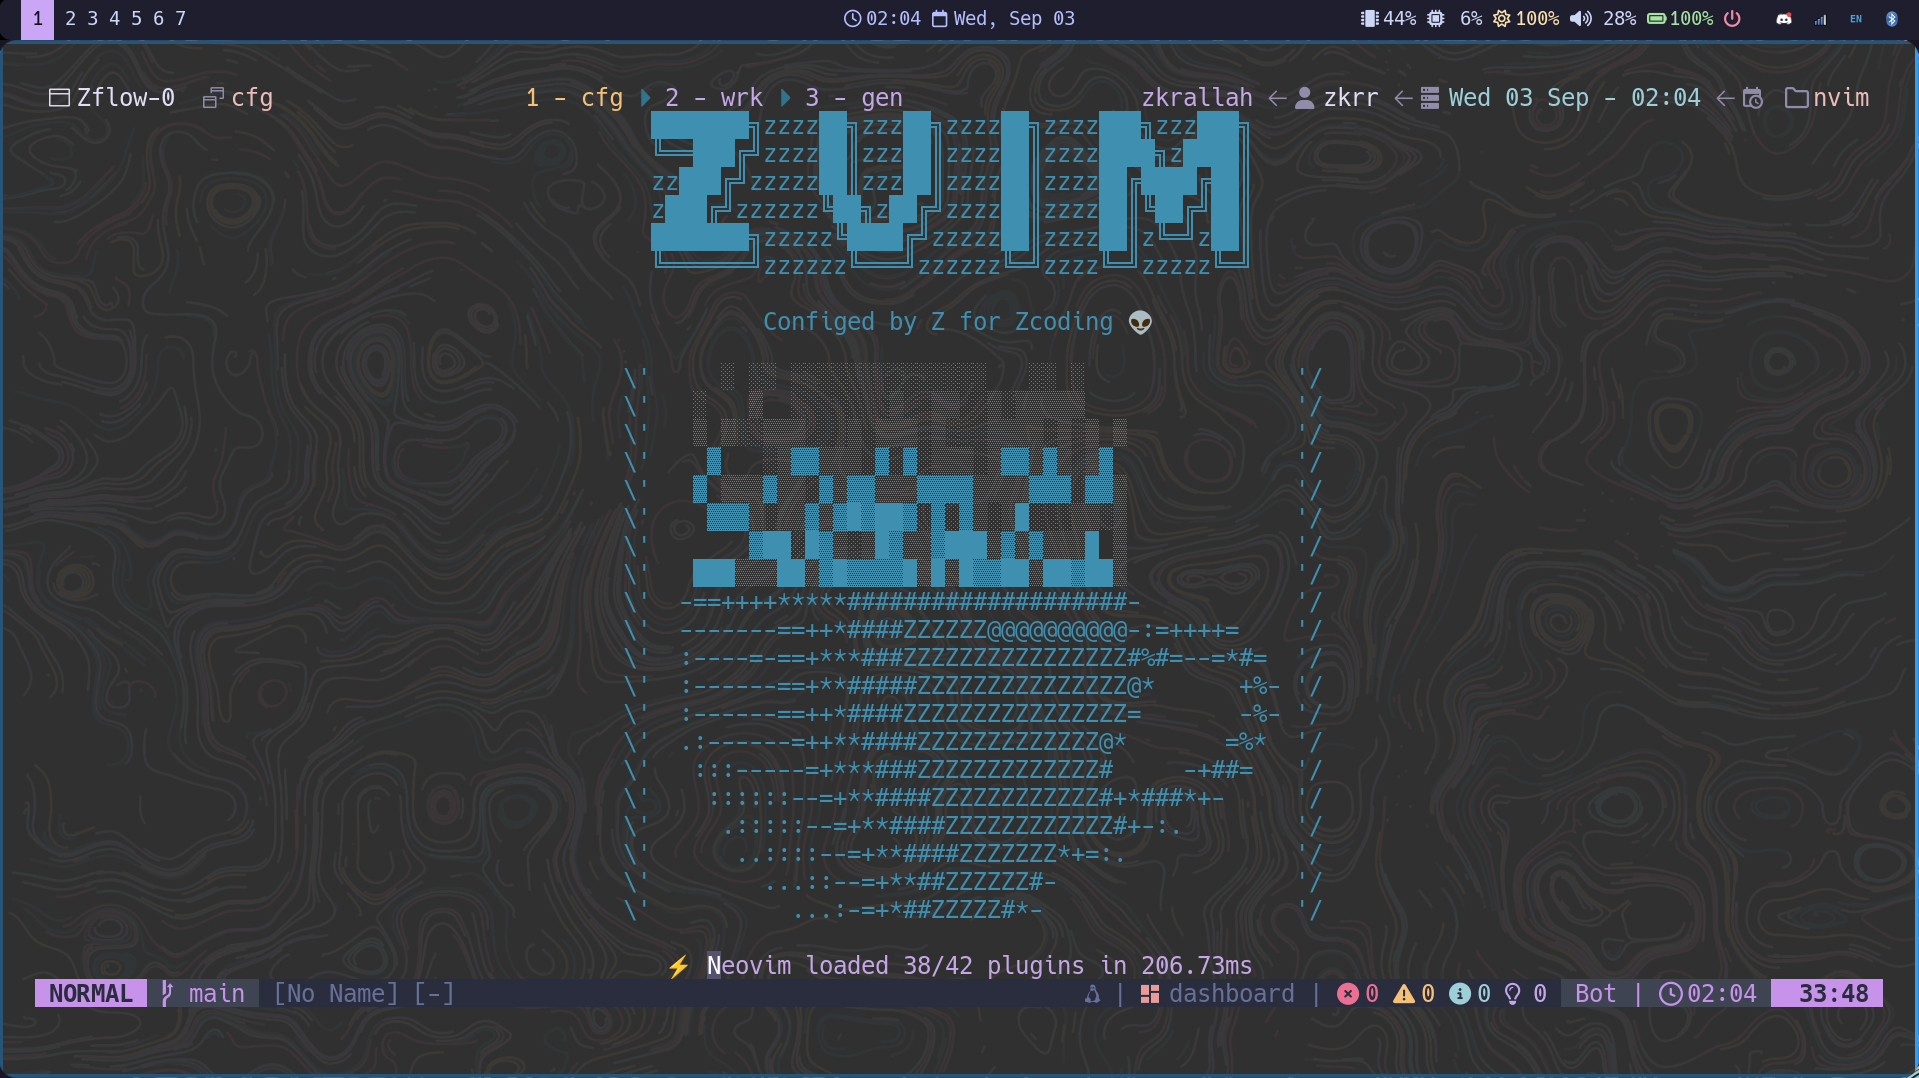 1 2 3 4 5 6 7 02:04 Wed, Sep 03 44% 6% 100% 28% 100% EN
Zflow-0 cfg 1 - cfg 2 - wrk 3 - gen zkrallah ← zkrr ← Wed 03 Sep - 02:04 ← nvim
ZVIM
Configed by Z for Zcoding 👽
\' '/
\' '/
\' '/
\' '/
\' '/
\' '/
\' '/
\' '/
\' -==++++*****####################- '/
\' -------==++*####ZZZZZZ@@@@@@@@@@-:=++++= '/
\' :----=-==+***###ZZZZZZZZZZZZZZZZ#%#=--=*#= '/
\' :------==+**#####ZZZZZZZZZZZZZZZ@* +%- '/
\' :------==++*####ZZZZZZZZZZZZZZZZ= -%- '/
\' .:------=++**####ZZZZZZZZZZZZZ@* =%* '/
\' :::-----=+***###ZZZZZZZZZZZZZ# -+##= '/
\' ::::::--=+**####ZZZZZZZZZZZZ#+*###*+- '/
\' .:::::--=+**####ZZZZZZZZZZZZ#+-:. '/
\' ..::::--=+**####ZZZZZZZ*+=:. '/
\' ...::--=+**##ZZZZZZ#- '/
\' ...:-=+*##ZZZZZ#*- '/
⚡ Neovim loaded 38/42 plugins in 206.73ms
NORMAL main [No Name] [-] | dashboard | 0 0 0 0 Bot | 02:04 33:48